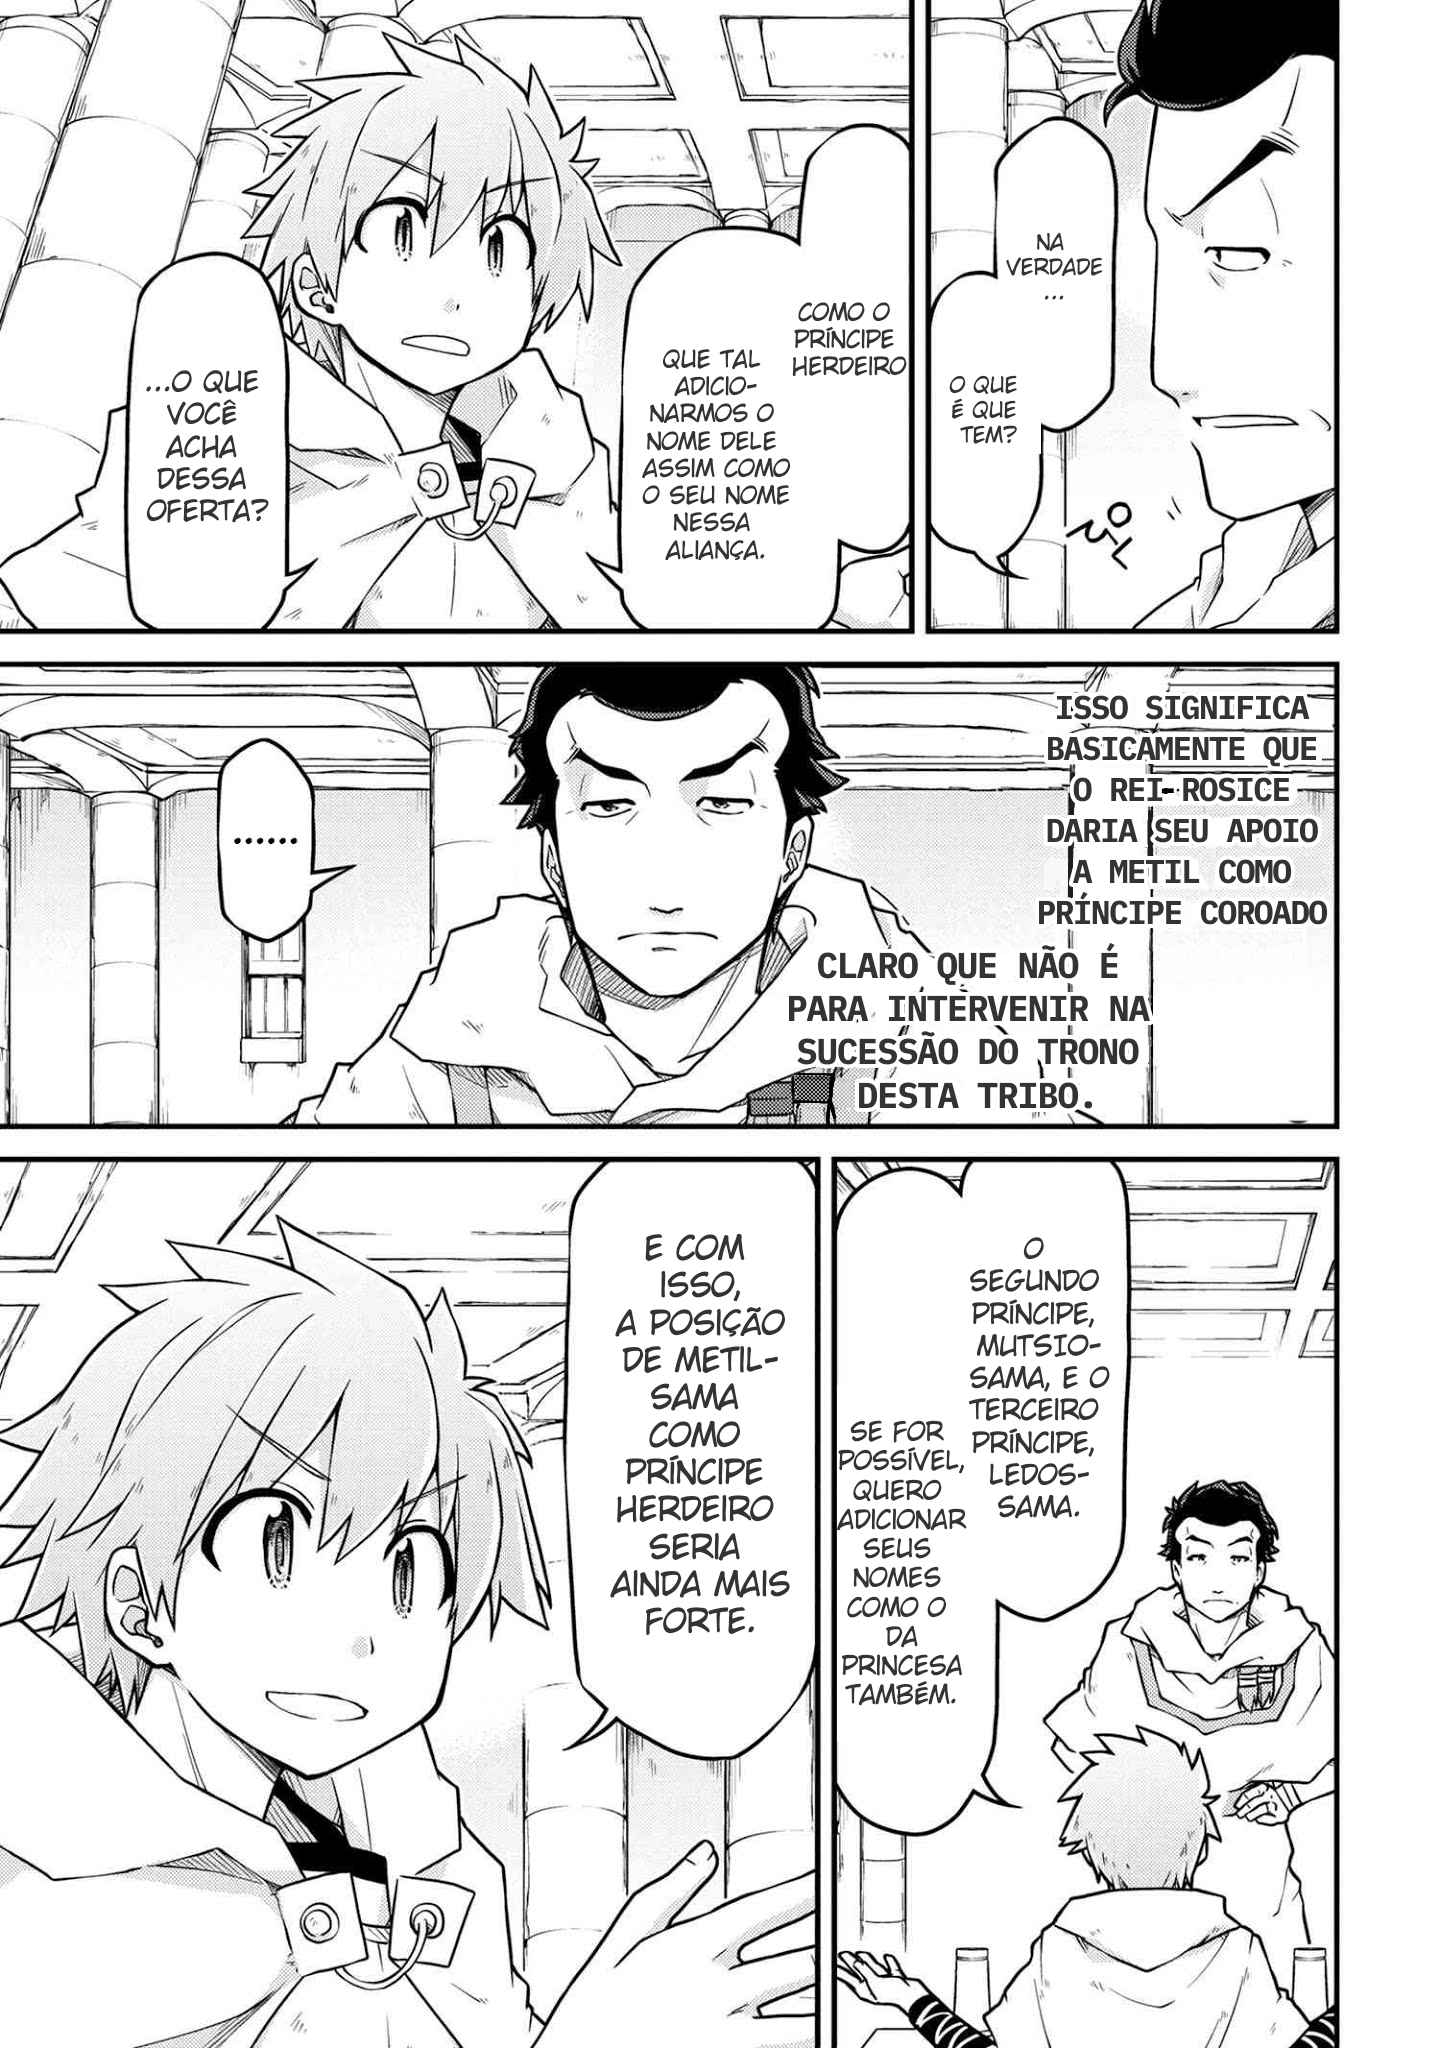 NA
VERDADE
...
O QUE
É QUE
TEM?
COMO O
PRÍNCIPE
HERDEIRO
QUE TAL
ADICIO-
NARMOS O
NOME DELE
ASSIM COMO
O SEU NOME
NESSA
ALIANÇA.
...O QUE
VOCÊ
ACHA
DESSA
OFERTA?
ISSO SIGNIFICA
BASICAMENTE QUE
O REI-ROSICE
DARIA SEU APOIO
A METIL COMO
PRÍNCIPE COROADO
CLARO QUE NÃO É
PARA INTERVENIR NA
SUCESSÃO DO TRONO
DESTA TRIBO.
......
O
SEGUNDO
PRÍNCIPE,
MUTSIO-
SAMA, E O
TERCEIRO
PRÍNCIPE,
LEDOS-
SAMA.
SE FOR
POSSÍVEL,
QUERO
ADICIONAR
SEUS
NOMES
COMO O
DA
PRINCESA
TAMBÉM.
E COM
ISSO,
A POSIÇÃO
DE METIL-
SAMA
COMO
PRÍNCIPE
HERDEIRO
SERIA
AINDA MAIS
FORTE.